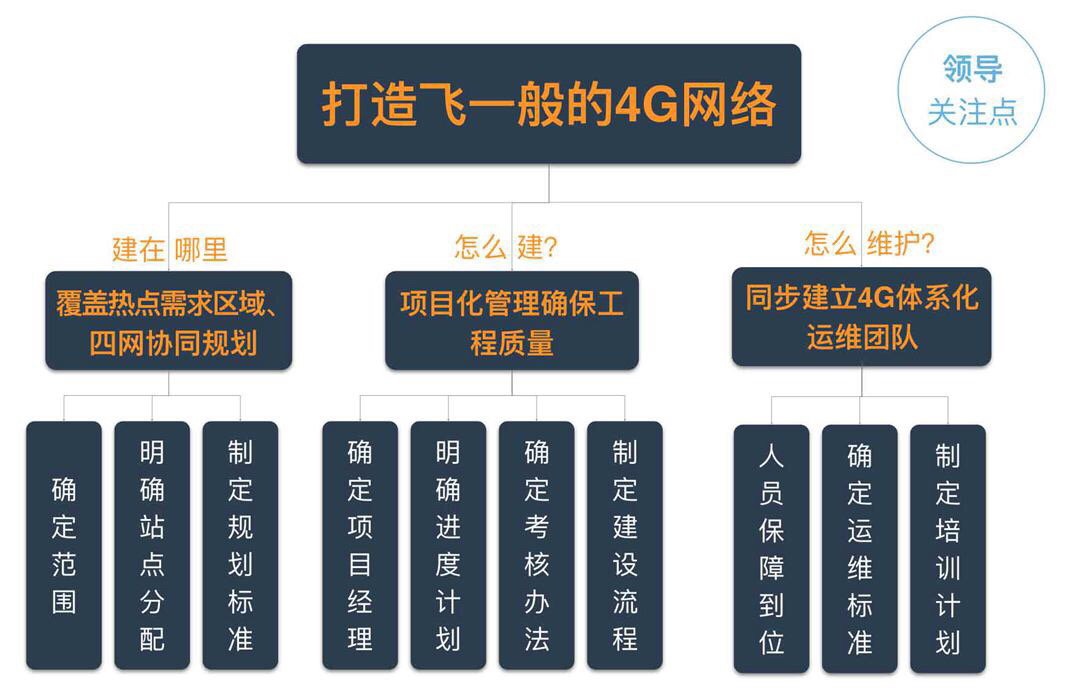 打造飞一般的4G网络
领导
关注点
建在 哪里
怎么 建?
怎么 维护?
覆盖热点需求区域、
四网协同规划
项目化管理确保工
程质量
同步建立4G体系化
运维团队
确定范围
明确站点分配
制定规划标准
确定项目经理
明确进度计划
确定考核办法
制定建设流程
人员保障到位
确定运维标准
制定培训计划